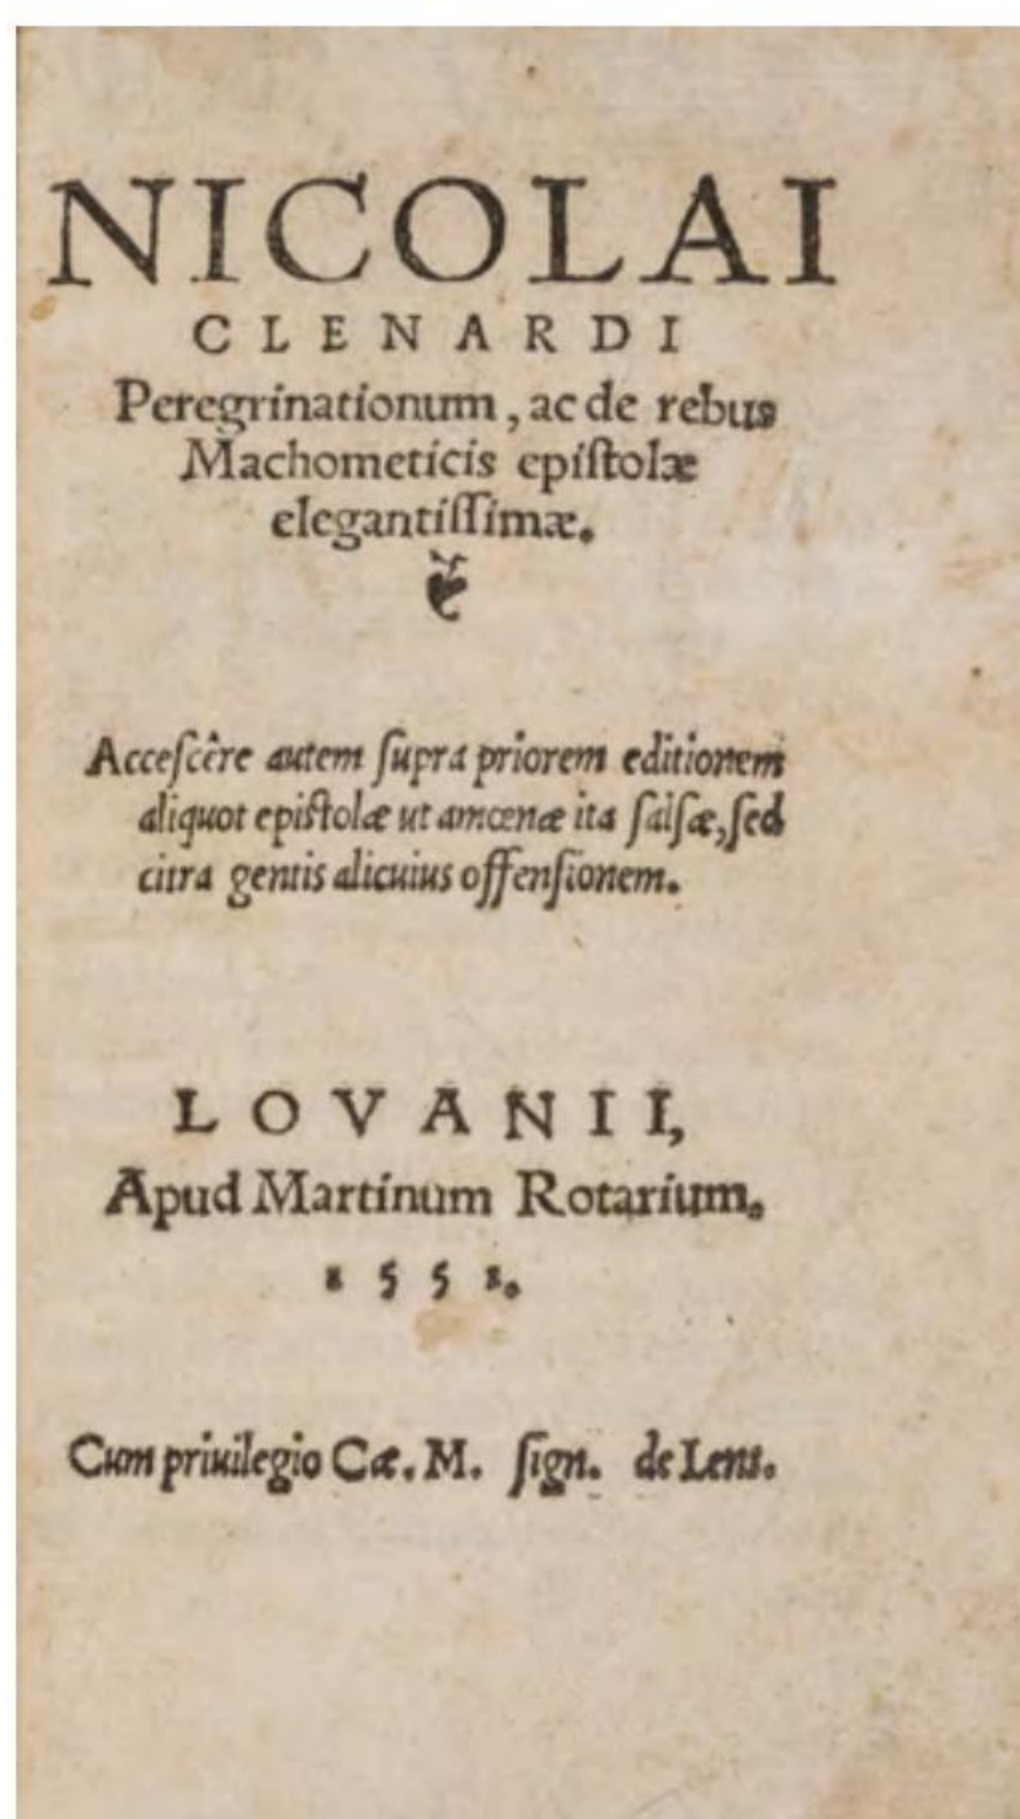 NICOLAI
CLENARDI
Peregrinationum, ac de rebus
Machometicis epiſtolæ
elegantiſſimæ.
Acceſcêre autem ſupra priorem editionem
aliquot epiſtolæ ut amœnæ ita ſalſæ, ſed
citra gentis alicuius offenſionem.
LOVANII,
Apud Martinum Rotarium.
1551.
Cum priuilegio Cæ. M. ſign. de Lens.